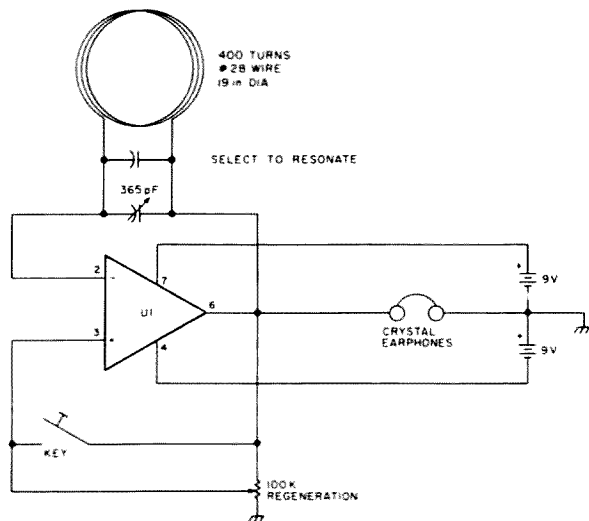 400 TURNS
#28 WIRE
19 in DIA
SELECT TO RESONATE
365pF
2
-
7
+
9V
U1
6
3
+
4
CRYSTAL
EARPHONES
+
9V
KEY
100K
REGENERATION